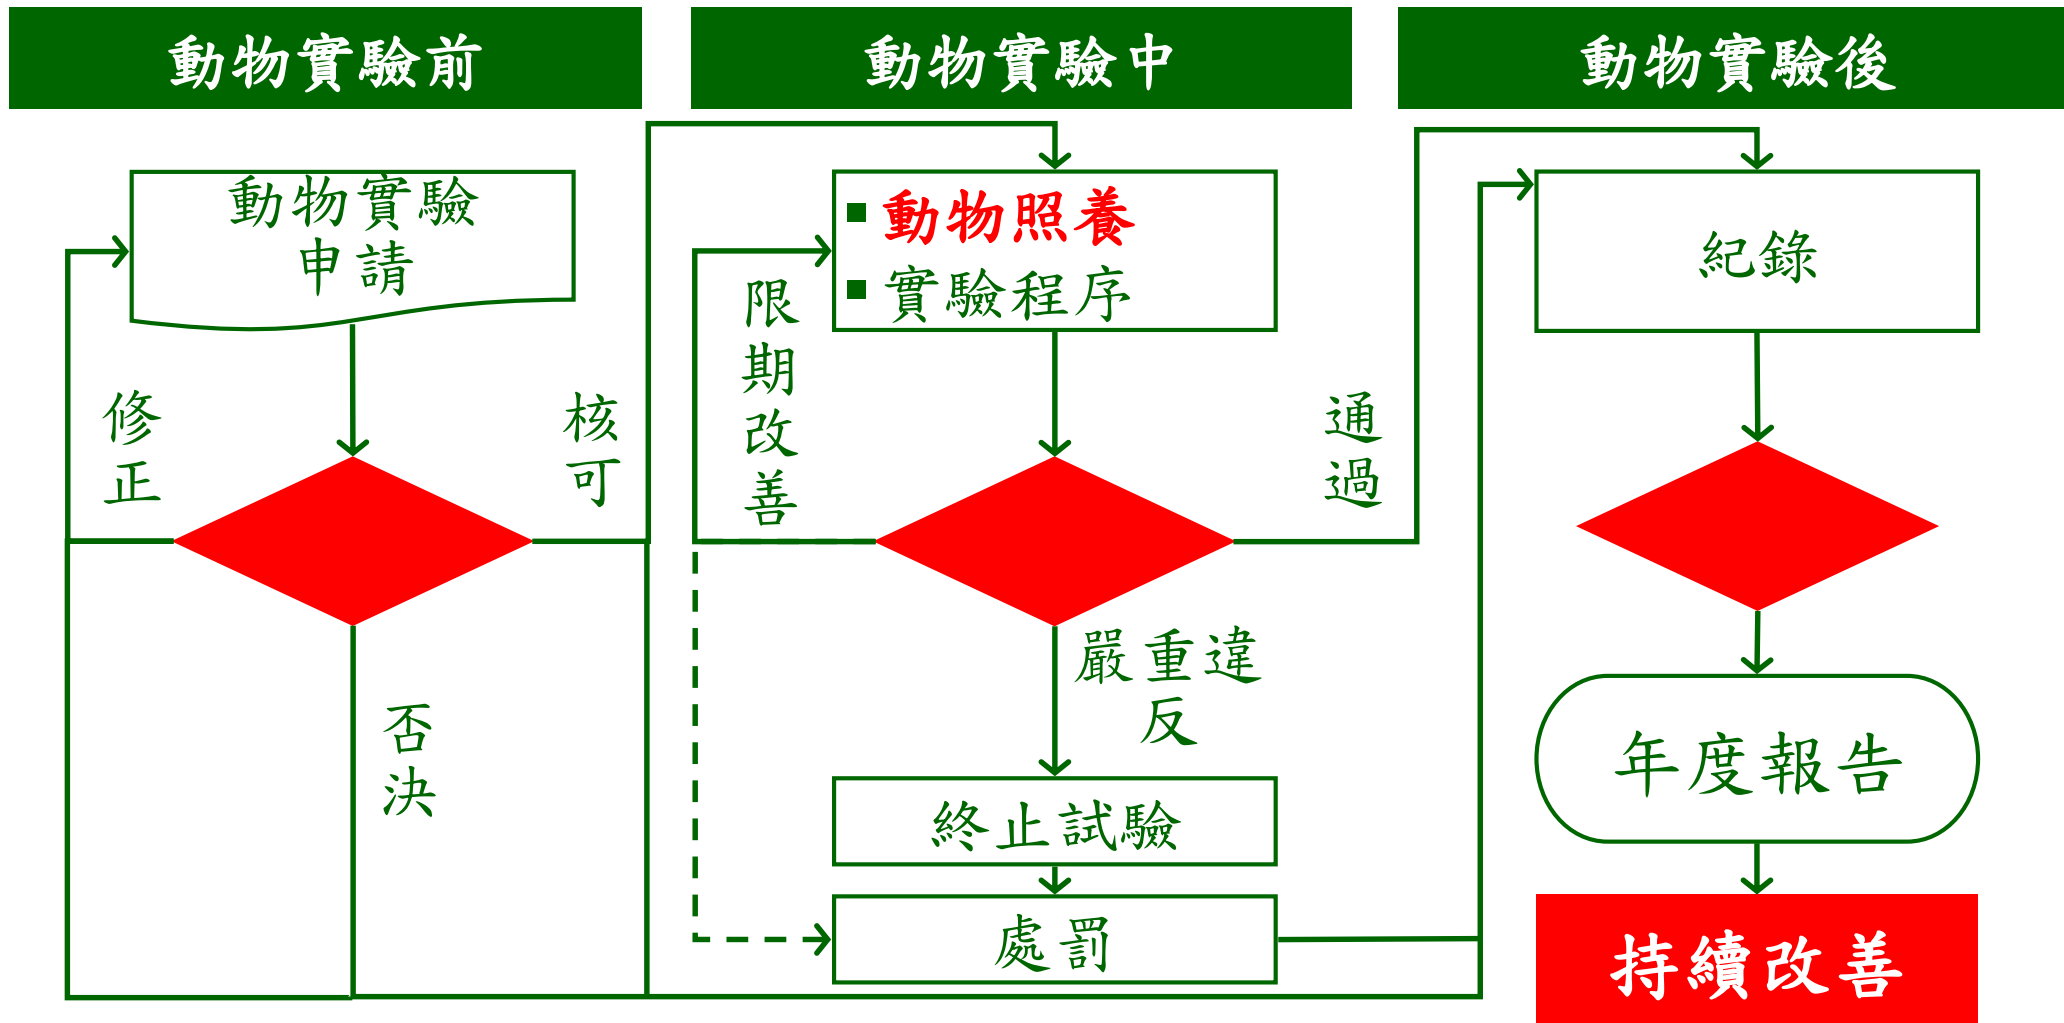 動物實驗前
動物實驗中
動物實驗後
動物實驗
申請
修正
核可
否決
動物照養
實驗程序
限期改善
通過
嚴重違
反
終止試驗
處罰
紀錄
年度報告
持續改善